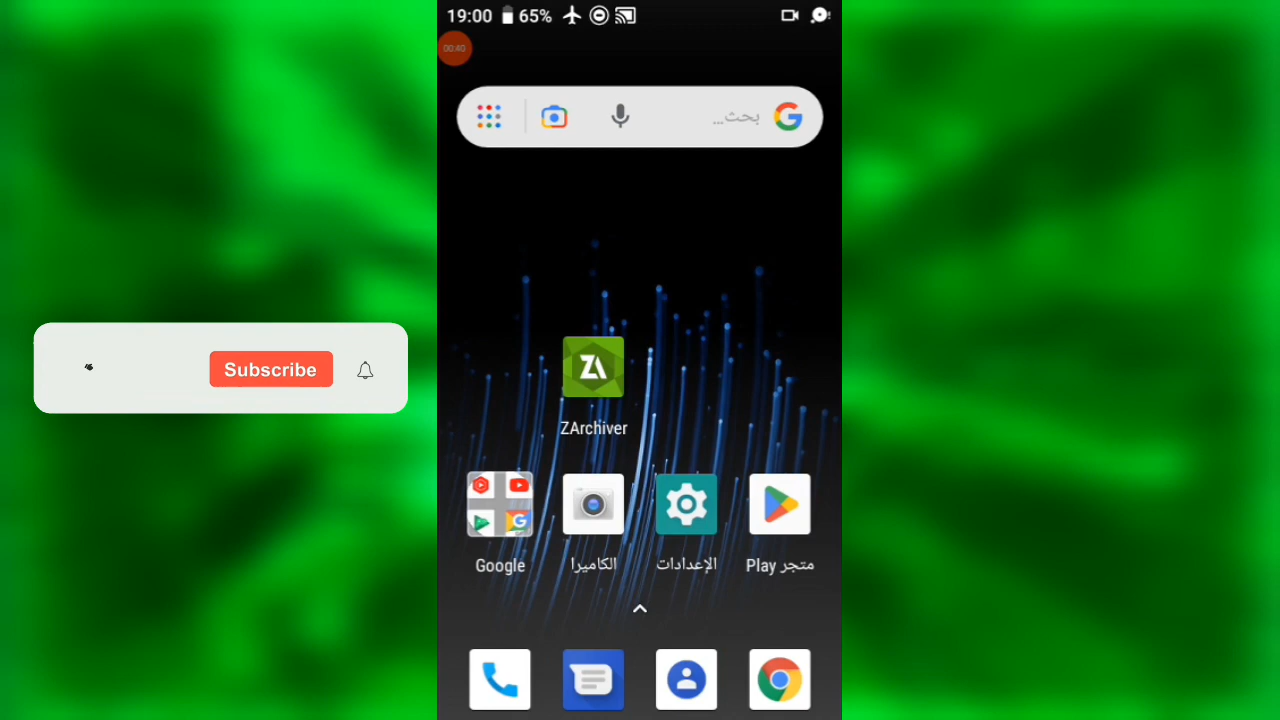 19:00 65%
00:40
بحث...
Subscribe
ZArchiver
Google
الكاميرا
الإعدادات
متجر Play